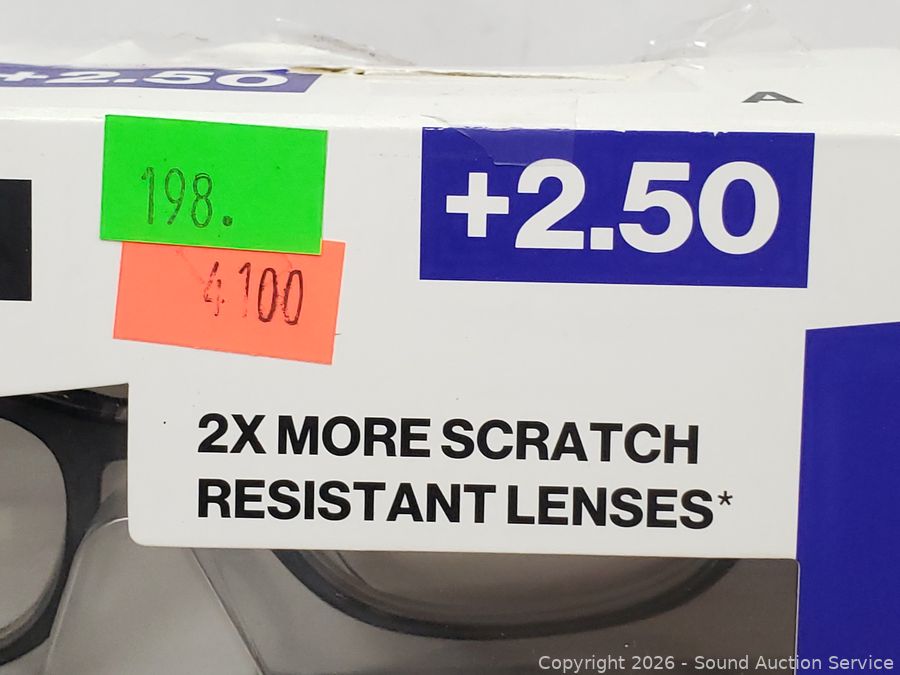 +2.50
A
198.
+2.50
4100
2X MORE SCRATCH
RESISTANT LENSES*
Copyright 2026 - Sound Auction Service